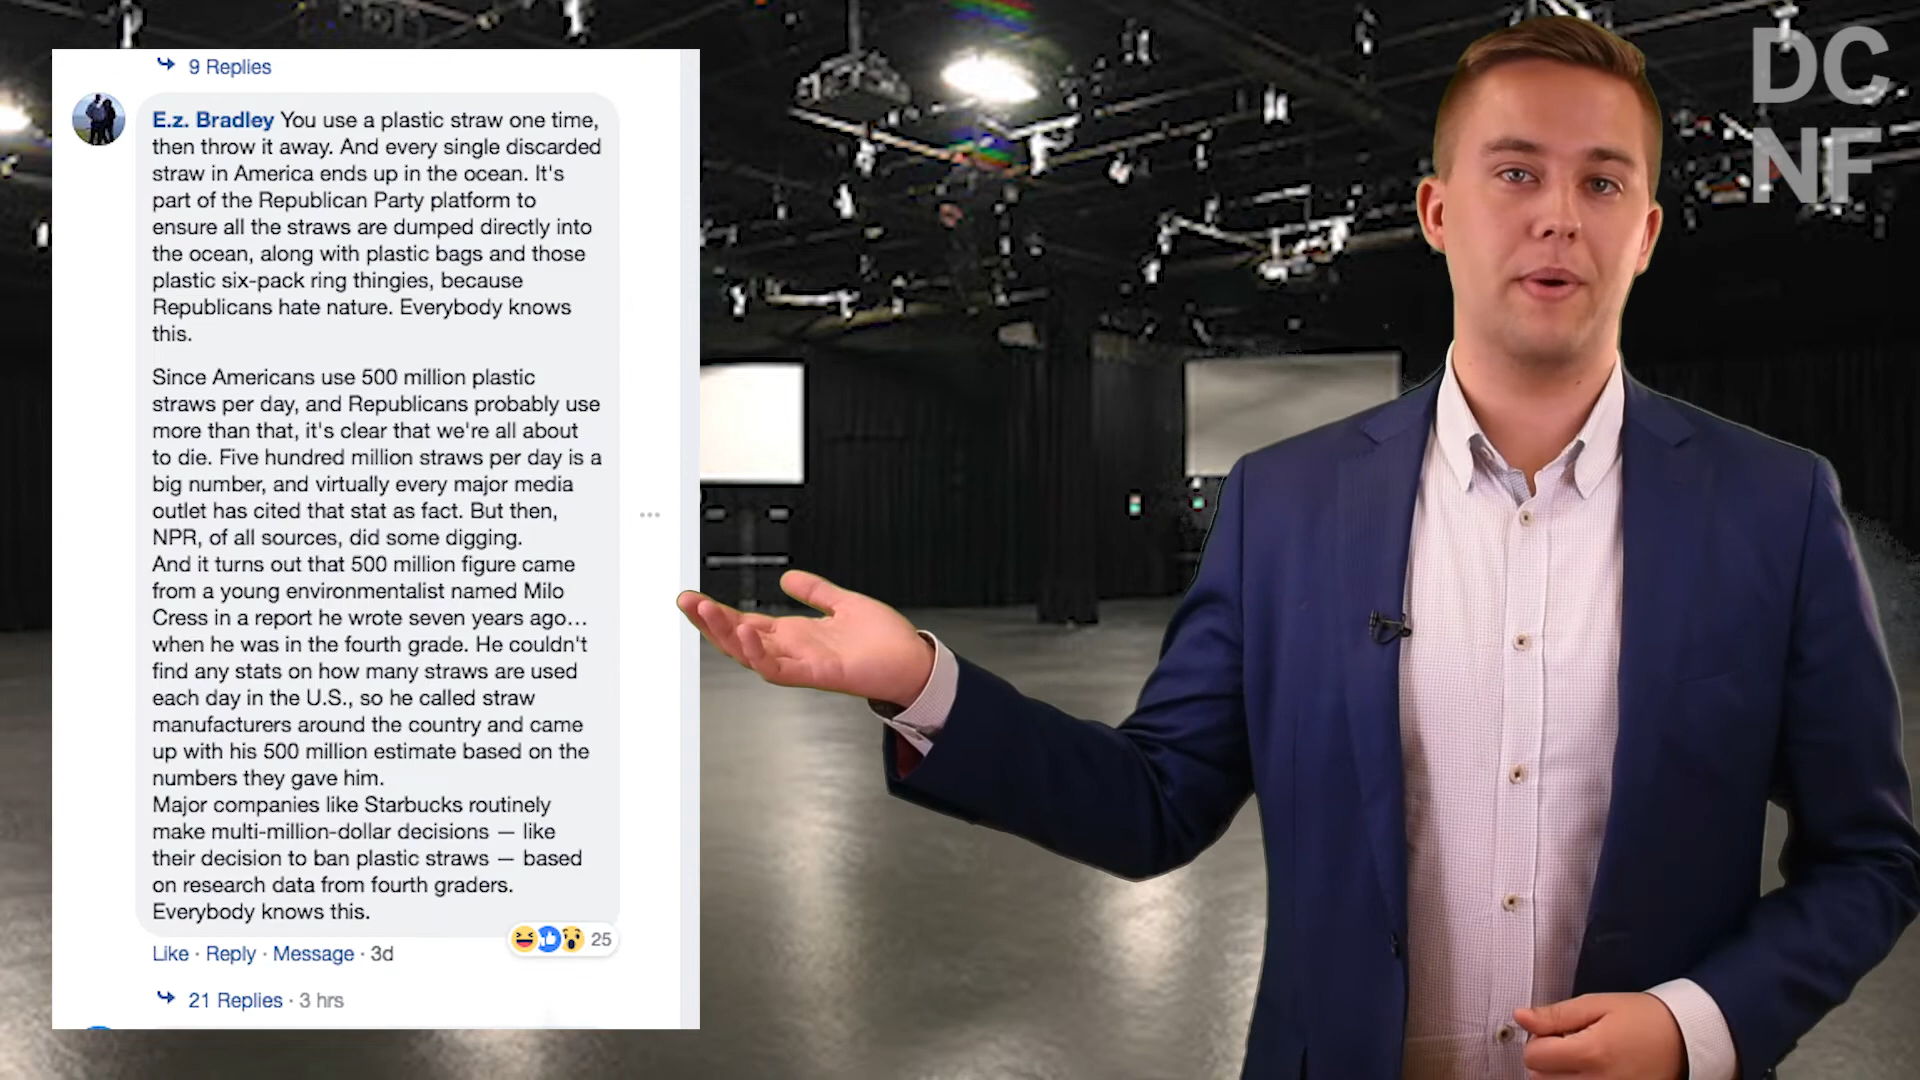 9 Replies
E.z. Bradley You use a plastic straw one time,
then throw it away. And every single discarded
straw in America ends up in the ocean. It's
part of the Republican Party platform to
ensure all the straws are dumped directly into
the ocean, along with plastic bags and those
plastic six-pack ring thingies, because
Republicans hate nature. Everybody knows
this.
Since Americans use 500 million plastic
straws per day, and Republicans probably use
more than that, it's clear that we're all about
to die. Five hundred million straws per day is a
big number, and virtually every major media
outlet has cited that stat as fact. But then,
NPR, of all sources, did some digging.
And it turns out that 500 million figure came
from a young environmentalist named Milo
Cress in a report he wrote seven years ago...
when he was in the fourth grade. He couldn't
find any stats on how many straws are used
each day in the U.S., so he called straw
manufacturers around the country and came
up with his 500 million estimate based on the
numbers they gave him.
Major companies like Starbucks routinely
make multi-million-dollar decisions — like
their decision to ban plastic straws — based
on research data from fourth graders.
Everybody knows this.
25
Like · Reply · Message · 3d
21 Replies · 3 hrs
DC
NF